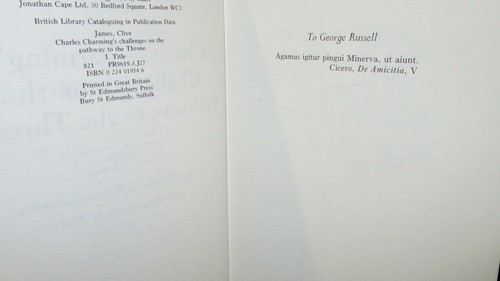 Jonathan Cape Ltd, 30 Bedford Square, London WC1
British Library Cataloguing in Publication Data
James, Clive
Charles Charming's challenges on the
pathway to the Throne
I. Title
821 PR9619.3.J27
ISBN 0 224 01954 6
Printed in Great Britain
by St Edmundsbury Press
Bury St Edmunds, Suffolk
To George Russell
Agamus igitur pingui Minerva, ut aiunt.
Cicero, De Amicitia, V